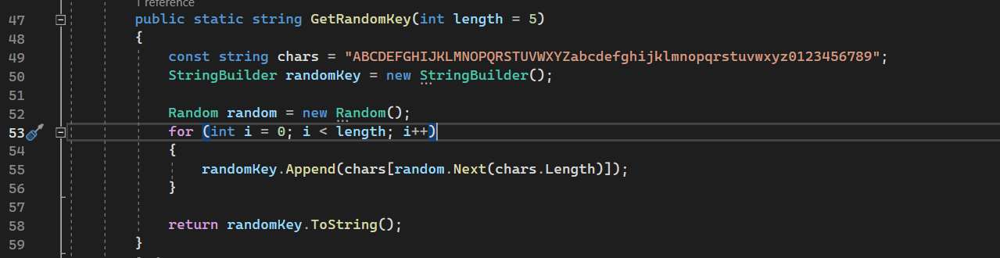 1 reference
47 public static string GetRandomKey(int length = 5)
48 {
49 const string chars = "ABCDEFGHIJKLMNOPQRSTUVWXYZabcdefghijklmnopqrstuvwxyz0123456789";
50 StringBuilder randomKey = new StringBuilder();
51
52 Random random = new Random();
53 for (int i = 0; i < length; i++)
54 {
55 randomKey.Append(chars[random.Next(chars.Length)]);
56 }
57
58 return randomKey.ToString();
59 }